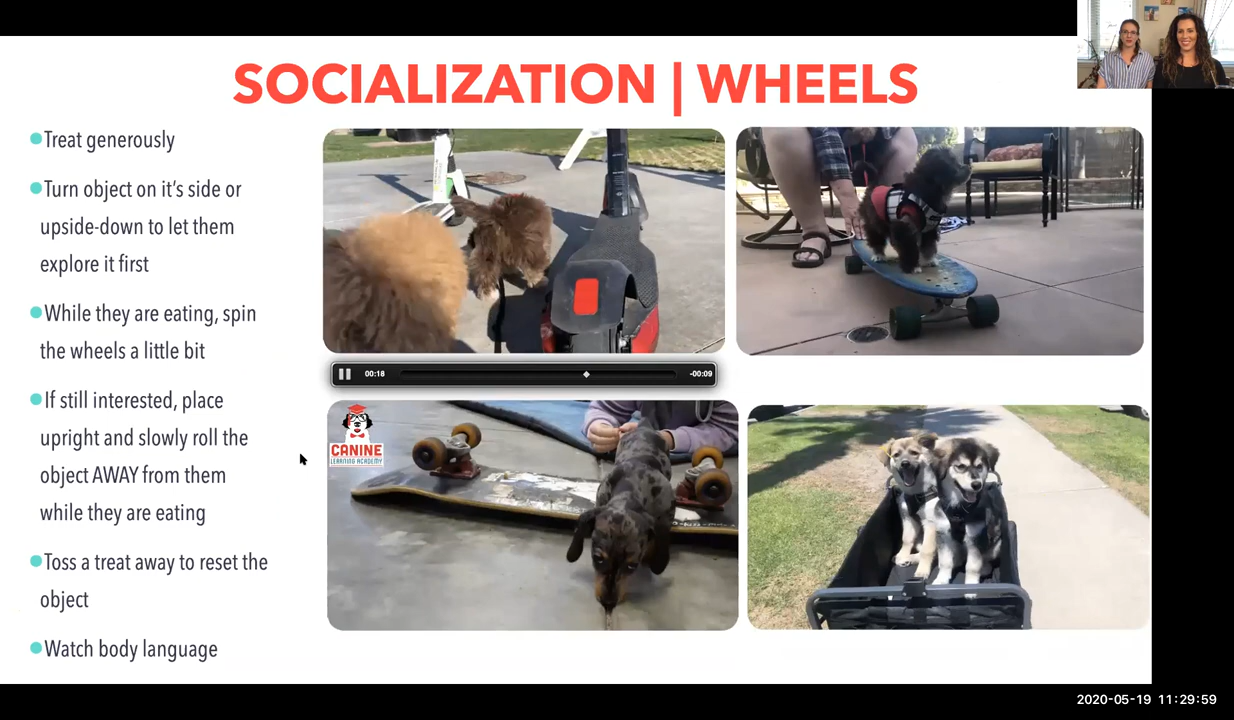 SOCIALIZATION | WHEELS
Treat generously
Turn object on it's side or
upside-down to let them
explore it first
While they are eating, spin
the wheels a little bit
If still interested, place
upright and slowly roll the
object AWAY from them
while they are eating
Toss a treat away to reset the
object
Watch body language
00:18
-00:09
CANINE
LEARNING ACADEMY
2020-05-19 11:29:59